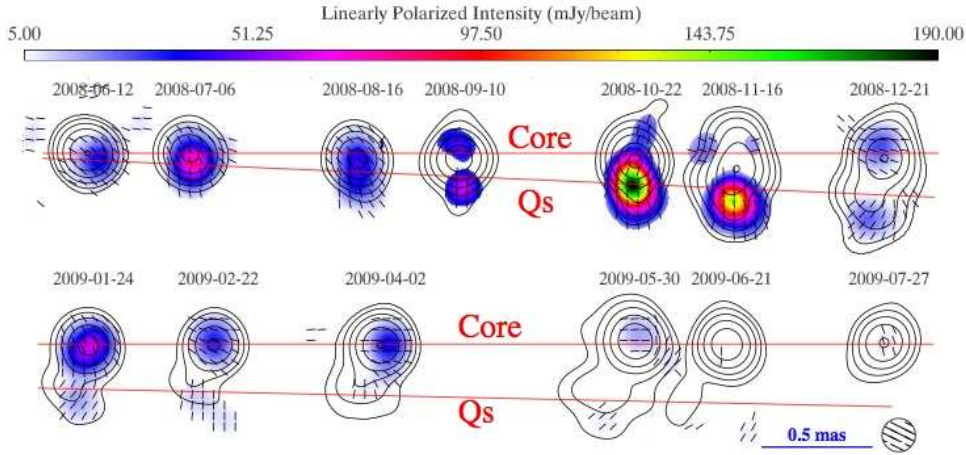 Linearly Polarized Intensity (mJy/beam)
5.00 51.25 97.50 143.75 190.00
2008-06-12 2008-07-06 2008-08-16 2008-09-10 2008-10-22 2008-11-16 2008-12-21
Core
Qs
2009-01-24 2009-02-22 2009-04-02 2009-05-30 2009-06-21 2009-07-27
Core
Qs
0.5 mas